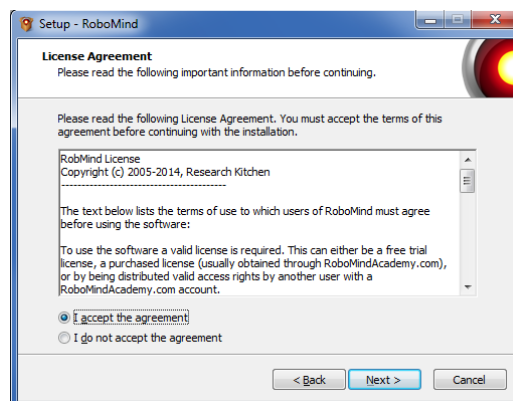 Setup - RoboMind
License Agreement
Please read the following important information before continuing.
Please read the following License Agreement. You must accept the terms of this
agreement before continuing with the installation.
RobMind License
Copyright (c) 2005-2014, Research Kitchen
----------------------------------------
The text below lists the terms of use to which users of RoboMind must agree
before using the software:
To use the software a valid license is required. This can either be a free trial
license, a purchased license (usually obtained through RoboMindAcademy.com),
or by being distributed valid access rights by another user with a
RoboMindAcademy.com account.
I accept the agreement
I do not accept the agreement
< Back
Next >
Cancel